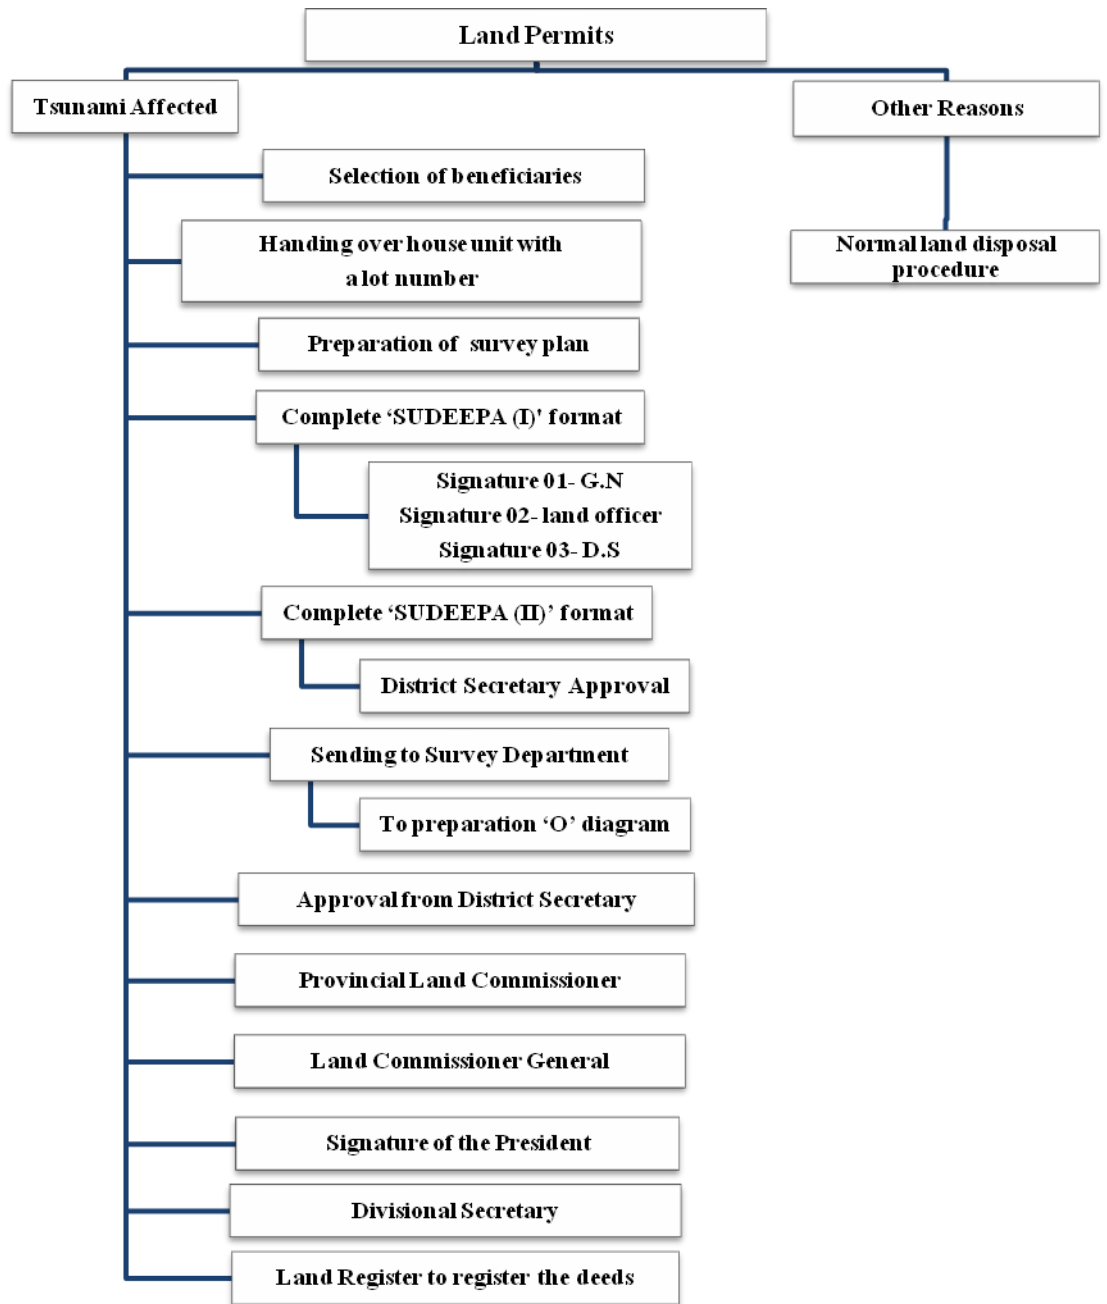 Land Permits
Tsunami Affected
Other Reasons
Selection of beneficiaries
Handing over house unit with
a lot number
Normal land disposal
procedure
Preparation of survey plan
Complete ‘SUDEEPA (I)' format
Signature 01- G.N
Signature 02- land officer
Signature 03- D.S
Complete ‘SUDEEPA (II)’ format
District Secretary Approval
Sending to Survey Department
To preparation ‘O’ diagram
Approval from District Secretary
Provincial Land Commissioner
Land Commissioner General
Signature of the President
Divisional Secretary
Land Register to register the deeds